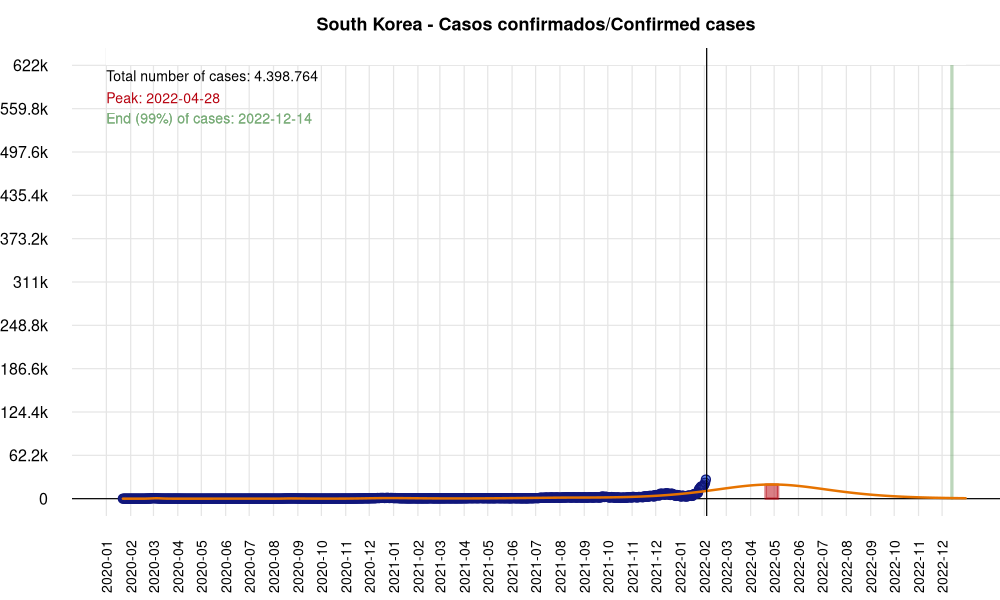 South Korea - Casos confirmados/Confirmed cases
622k
559.8k
497.6k
435.4k
373.2k
311k
248.8k
186.6k
124.4k
62.2k
0
Total number of cases: 4.398.764
Peak: 2022-04-28
End (99%) of cases: 2022-12-14
2020-01
2020-02
2020-03
2020-04
2020-05
2020-06
2020-07
2020-08
2020-09
2020-10
2020-11
2020-12
2021-01
2021-02
2021-03
2021-04
2021-05
2021-06
2021-07
2021-08
2021-09
2021-10
2021-11
2021-12
2022-01
2022-02
2022-03
2022-04
2022-05
2022-06
2022-07
2022-08
2022-09
2022-10
2022-11
2022-12